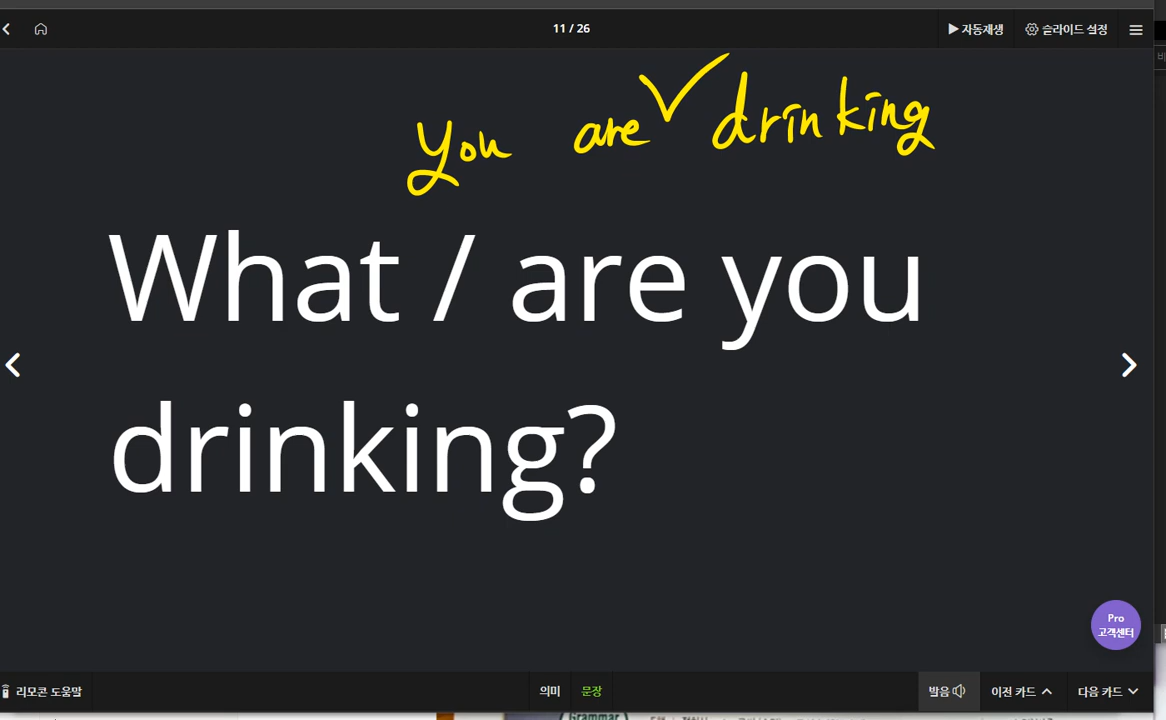 11 / 26
▶ 자동재생
슬라이드 설정
you are ✓ drinking
What / are you
drinking?
Pro
고객센터
리모콘 도움말
의미
문장
발음
이전 카드
다음 카드
Grammar